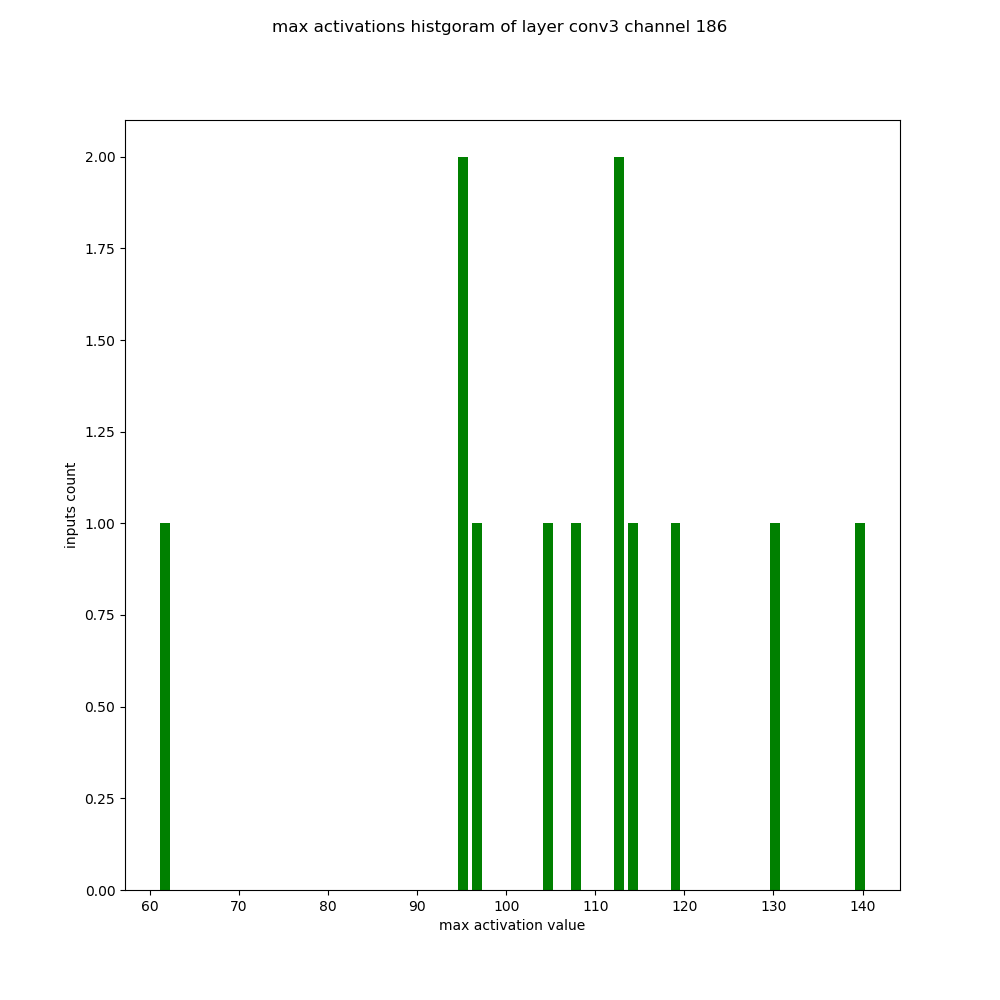 max activations histgoram of layer conv3 channel 186
2.00
1.75
1.50
1.25
1.00
0.75
0.50
0.25
0.00
inputs count
60 70 80 90 100 110 120 130 140
max activation value